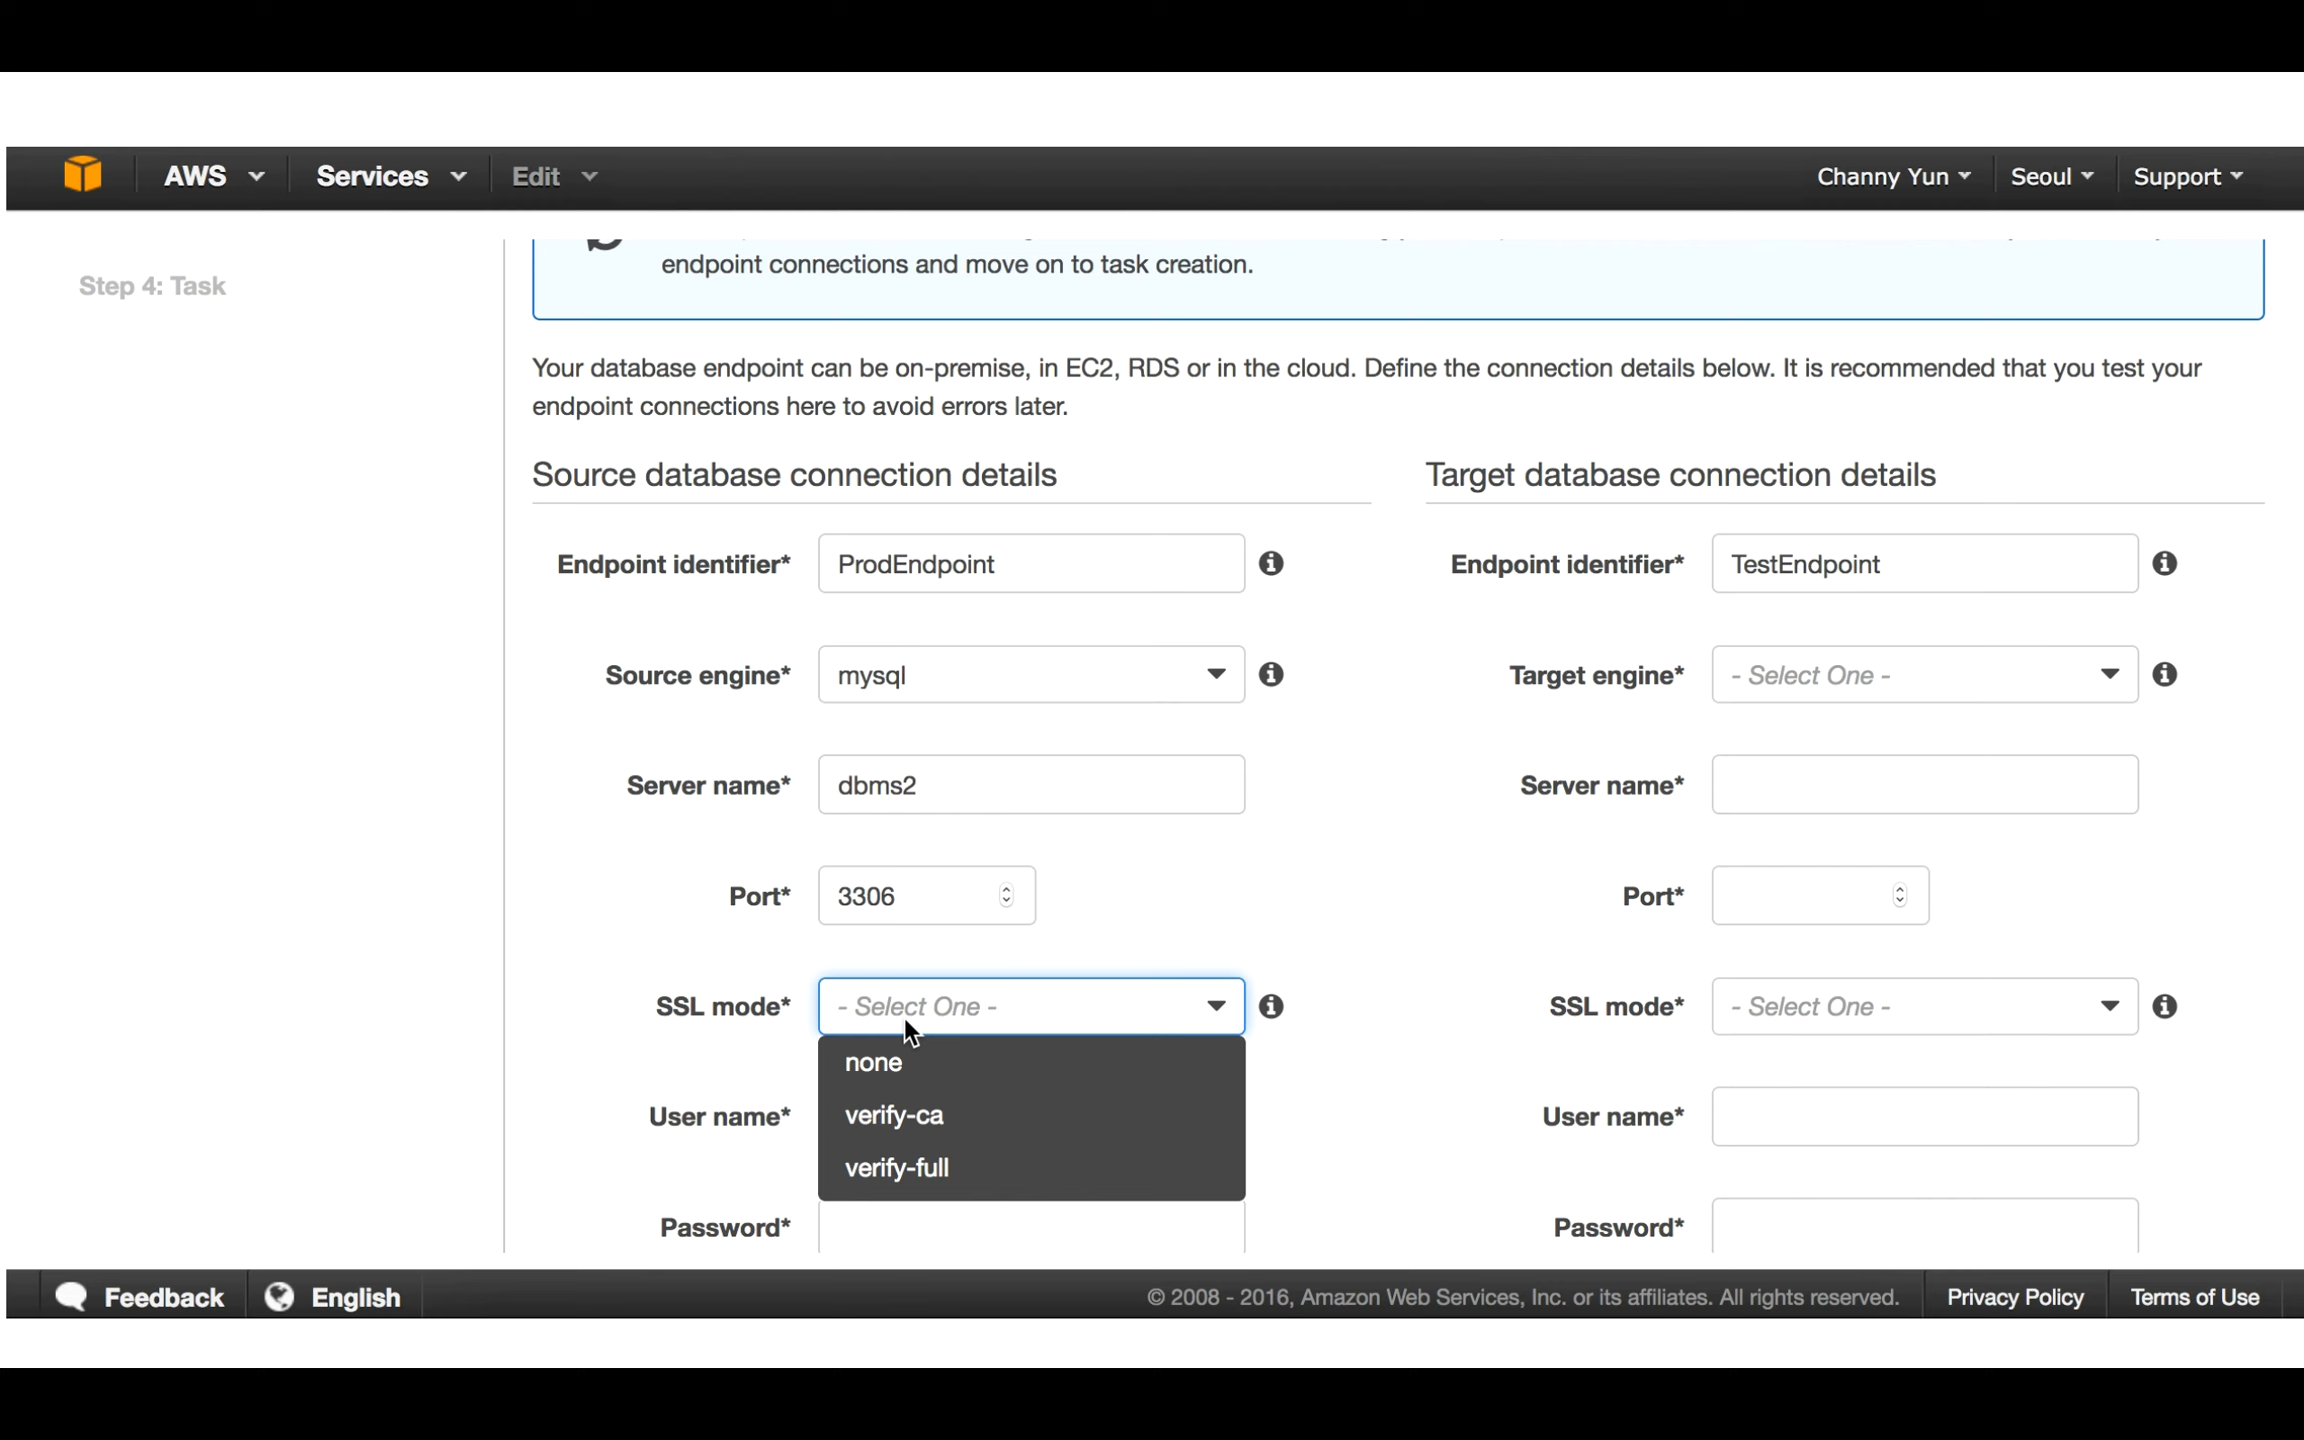 AWS Services Edit Channy Yun Seoul Support
Step 4: Task
endpoint connections and move on to task creation.
Your database endpoint can be on-premise, in EC2, RDS or in the cloud. Define the connection details below. It is recommended that you test your
endpoint connections here to avoid errors later.
Source database connection details
Endpoint identifier* ProdEndpoint
Source engine* mysql
Server name* dbms2
Port* 3306
SSL mode* - Select One -
none
verify-ca
verify-full
User name*
Password*
Target database connection details
Endpoint identifier* TestEndpoint
Target engine* - Select One -
Server name*
Port*
SSL mode* - Select One -
User name*
Password*
Feedback English © 2008 - 2016, Amazon Web Services, Inc. or its affiliates. All rights reserved. Privacy Policy Terms of Use